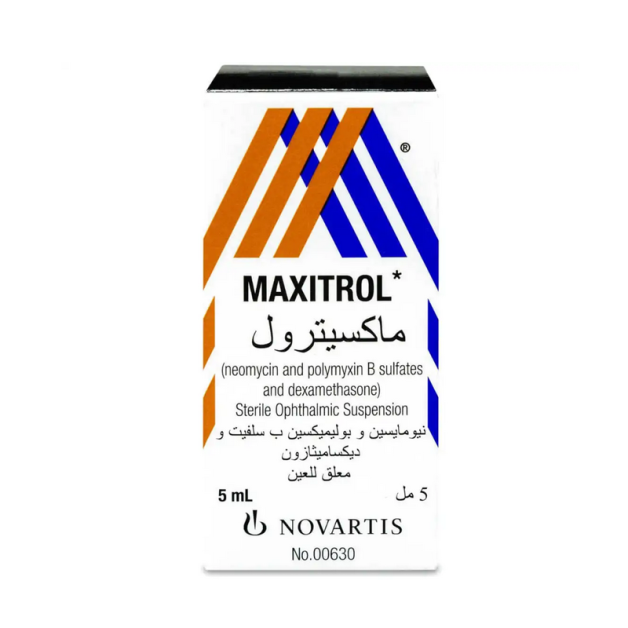 ®
MAXITROL*
ماكسيترول
(neomycin and polymyxin B sulfates
and dexamethasone)
Sterile Ophthalmic Suspension
نيومايسين و بوليميكسين ب سلفيت و
ديكساميثازون
معلق للعين
5 mL 5 مل
NOVARTIS
No.00630